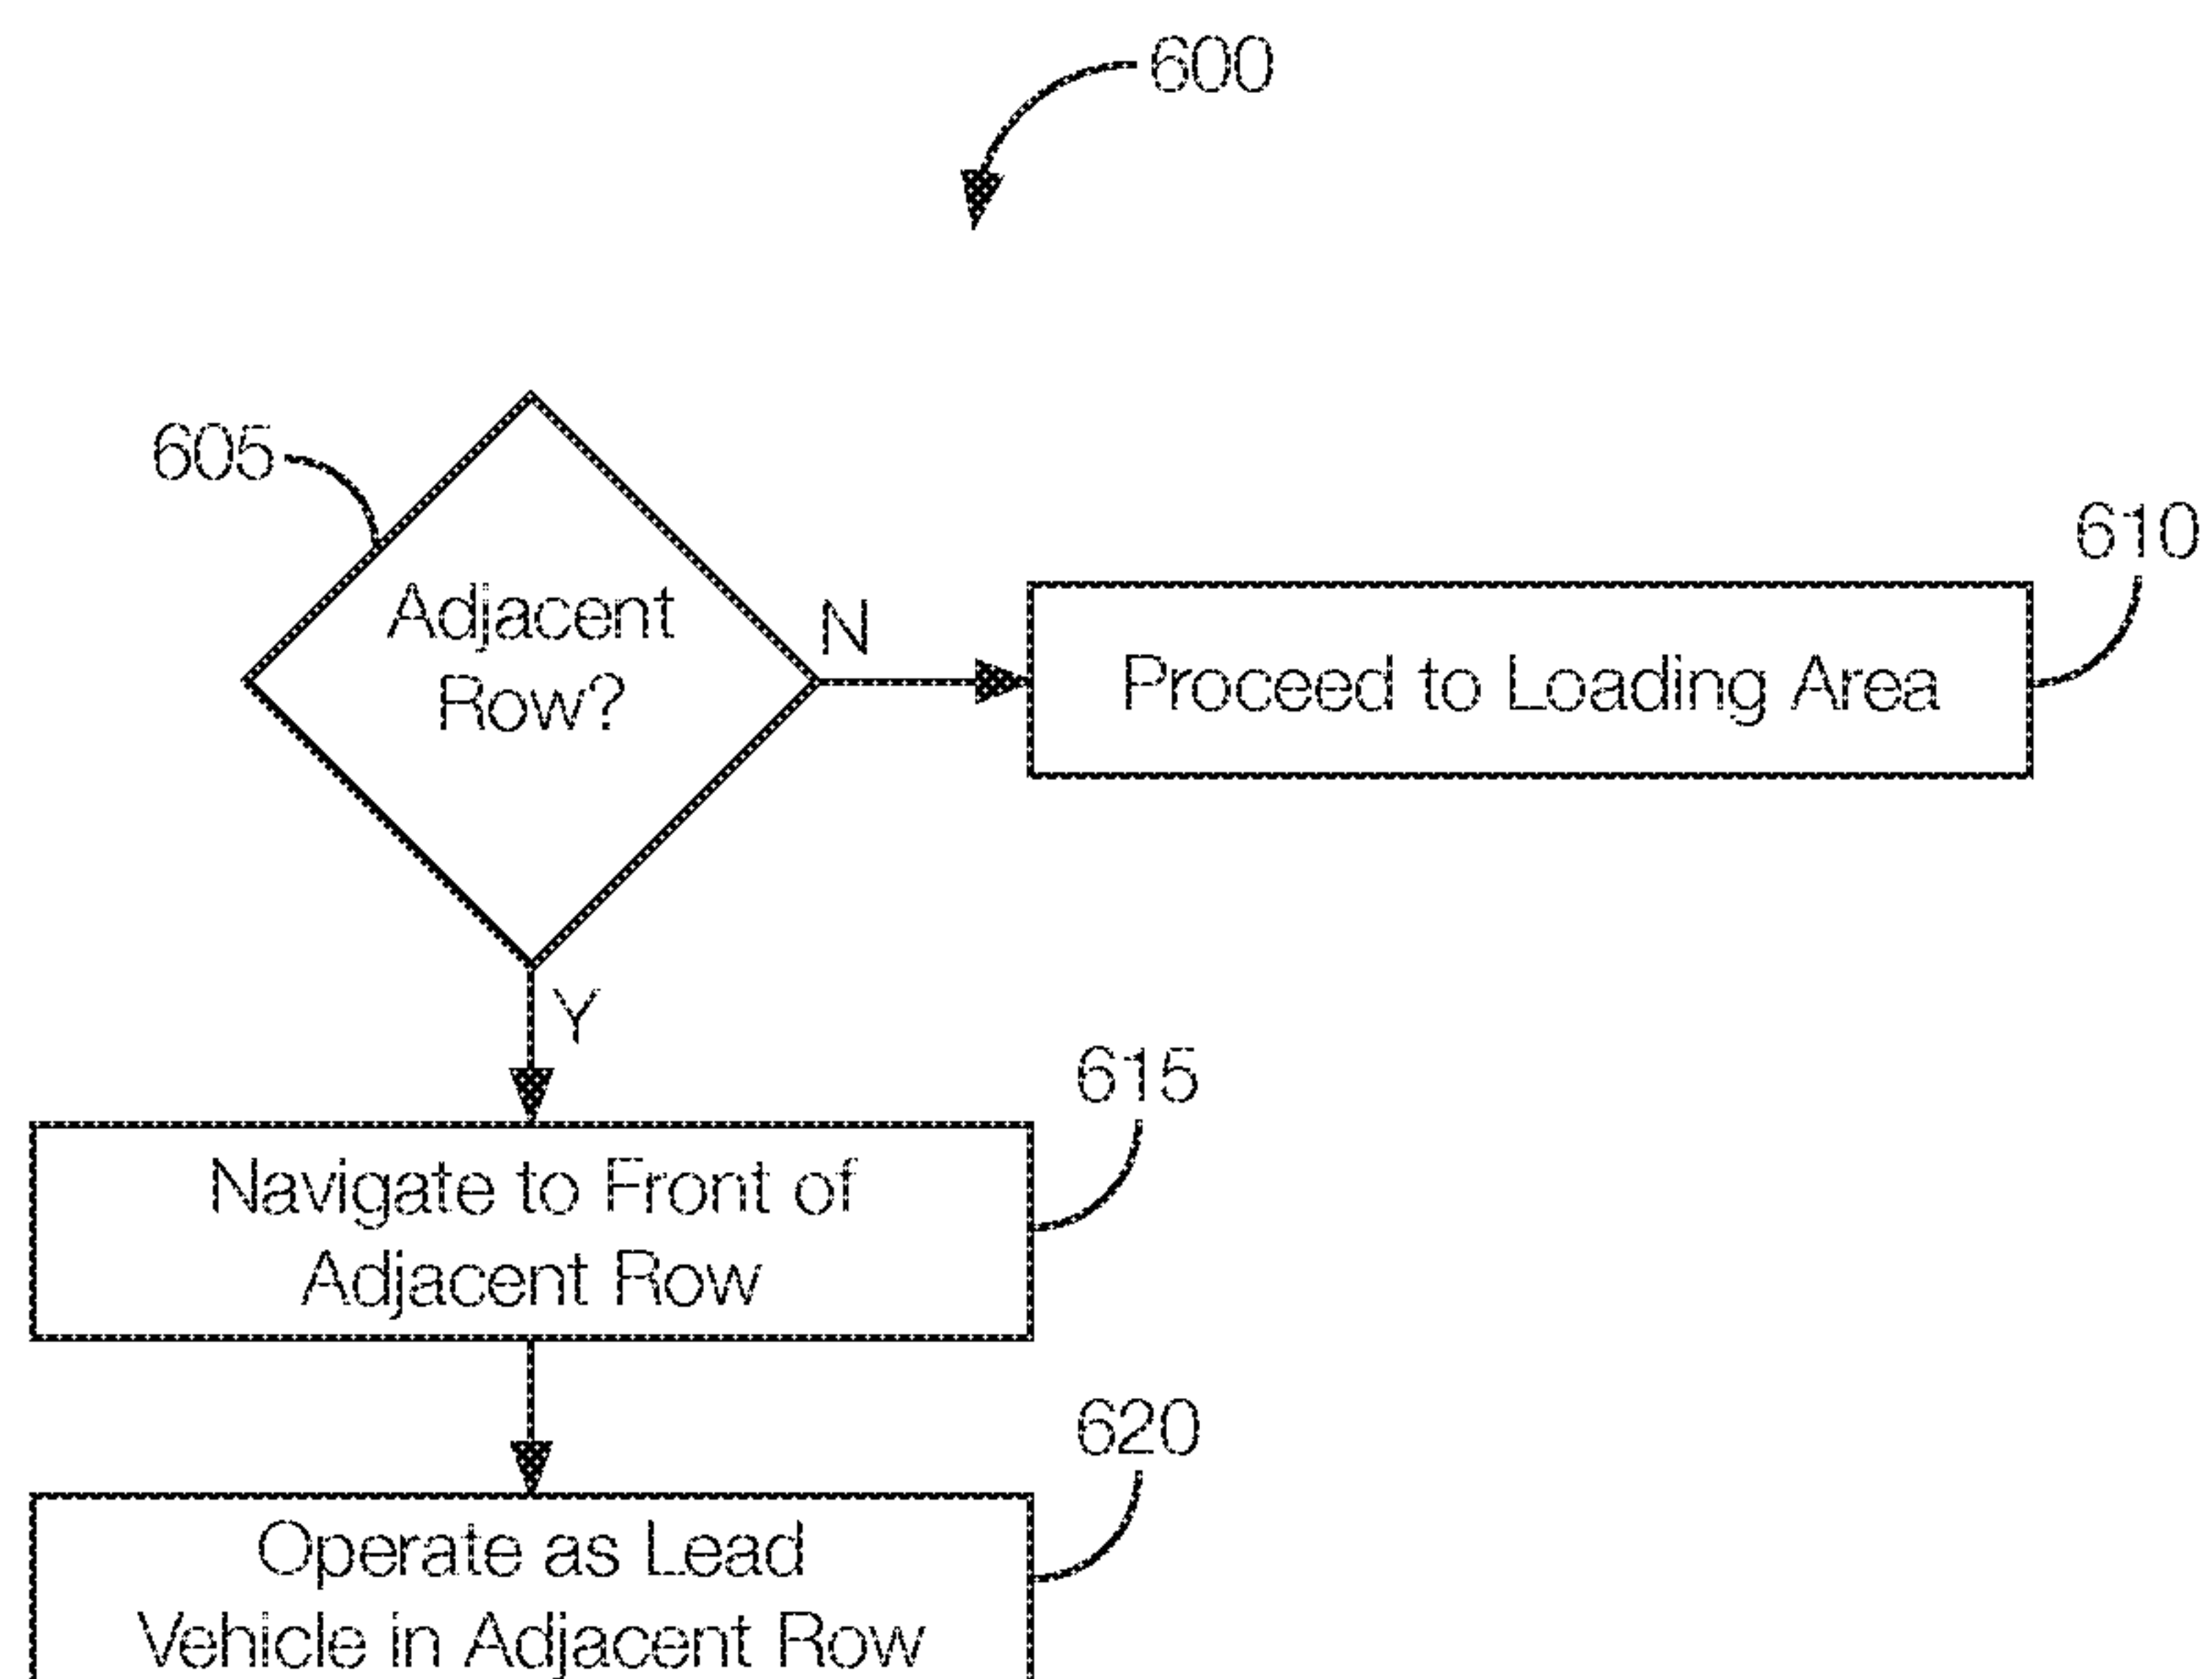 600
605
Adjacent
Row?
N
610
Proceed to Loading Area
Y
615
Navigate to Front of
Adjacent Row
620
Operate as Lead
Vehicle in Adjacent Row